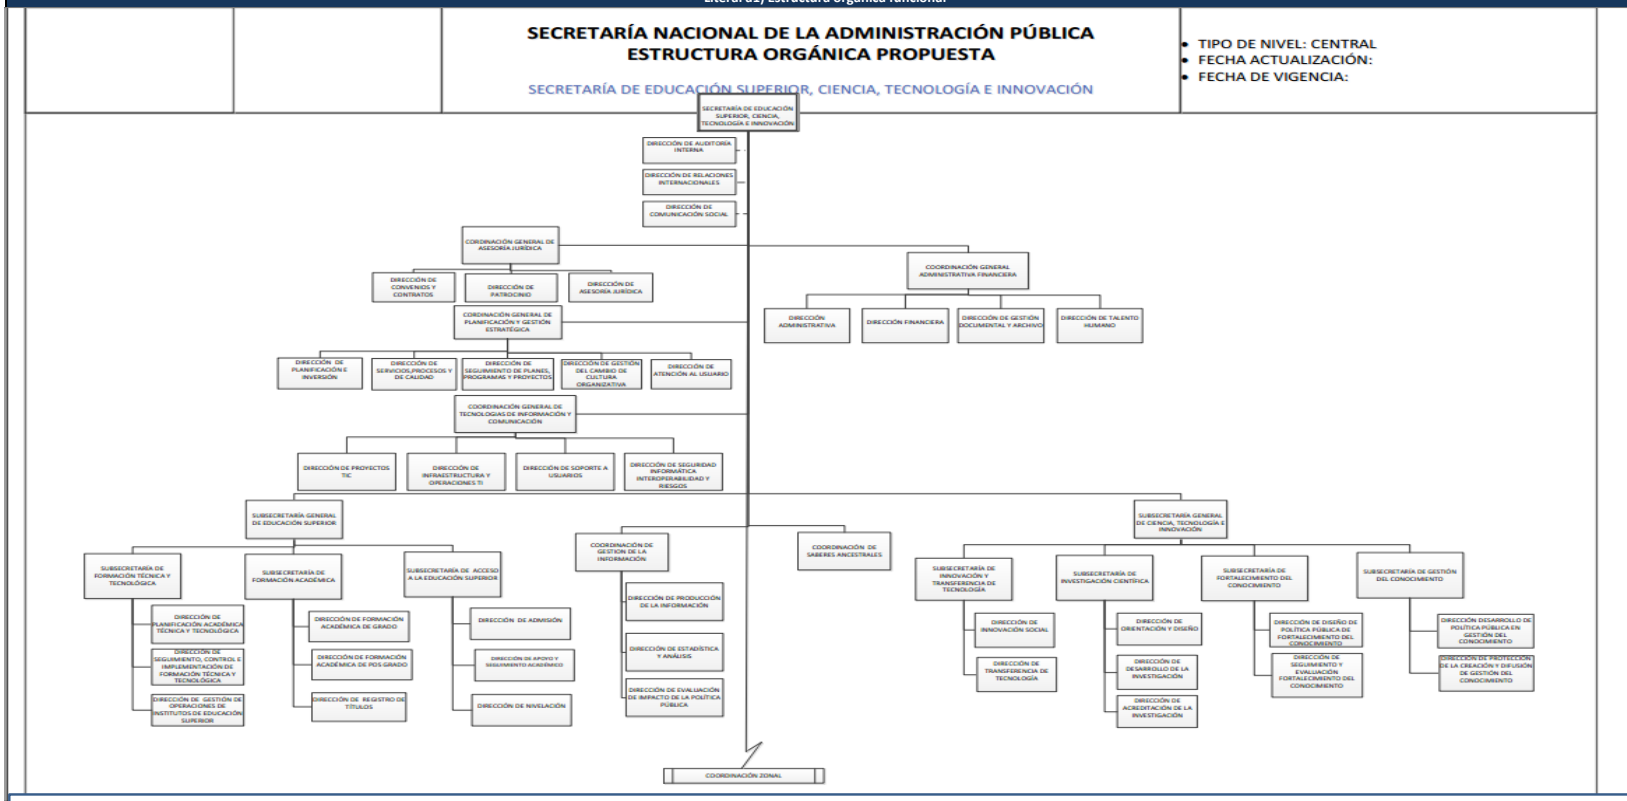 Literal a1) Estructura orgánica funcional
SECRETARÍA NACIONAL DE LA ADMINISTRACIÓN PÚBLICA
ESTRUCTURA ORGÁNICA PROPUESTA
SECRETARÍA DE EDUCACIÓN SUPERIOR, CIENCIA, TECNOLOGÍA E INNOVACIÓN
• TIPO DE NIVEL: CENTRAL
• FECHA ACTUALIZACIÓN:
• FECHA DE VIGENCIA:
SECRETARÍA DE EDUCACIÓN
SUPERIOR, CIENCIA,
TECNOLOGÍA E INNOVACIÓN
DIRECCIÓN DE AUDITORÍA
INTERNA
DIRECCIÓN DE RELACIONES
INTERNACIONALES
DIRECCIÓN DE
COMUNICACIÓN SOCIAL
CORDINACIÓN GENERAL DE
ASESORÍA JURÍDICA
COORDINACIÓN GENERAL
ADMINISTRATIVA FINANCIERA
DIRECCIÓN DE
CONVENIOS Y
CONTRATOS
DIRECCIÓN DE
PATROCINIO
DIRECCIÓN DE
ASESORÍA JURÍDICA
DIRECCIÓN
ADMINISTRATIVA
DIRECCIÓN FINANCIERA
DIRECCIÓN DE GESTIÓN
DOCUMENTAL Y ARCHIVO
DIRECCIÓN DE TALENTO
HUMANO
CORDINACIÓN GENERAL DE
PLANIFICACIÓN Y GESTIÓN
ESTRATÉGICA
DIRECCIÓN DE
PLANIFICACIÓN E
INVERSIÓN
DIRECCIÓN DE
SERVICIOS,PROCESOS Y
DE CALIDAD
DIRECCIÓN DE
SEGUIMIENTO DE PLANES,
PROGRAMAS Y PROYECTOS
DIRECCIÓN DE GESTIÓN
DEL CAMBIO DE
CULTURA
ORGANIZATIVA
DIRECCIÓN DE
ATENCIÓN AL USUARIO
COORDINACIÓN GENERAL DE
TECNOLOGIAS DE INFORMACIÓN Y
COMUNICACIÓN
DIRECCIÓN DE PROYECTOS
TIC
DIRECCIÓN DE
INFRAESTRUCTURA Y
OPERACIONES TI
DIRECCIÓN DE SOPORTE A
USUARIOS
DIRECCIÓN DE SEGURIDAD
INFORMÁTICA
INTEROPERABILIDAD Y
RIESGOS
SUBSECRETARÍA GENERAL
DE EDUCACIÓN SUPERIOR
SUBSECRETARÍA GENERAL
DE CIENCIA, TECNOLOGÍA E
INNOVACIÓN
COORDINACIÓN DE
GESTION DE LA
INFORMACIÓN
COORDINACIÓN DE
SABERES ANCESTRALES
SUBSECRETARÍA DE
FORMACIÓN TÉCNICA Y
TECNOLÓGICA
SUBSECRETARÍA DE
FORMACIÓN ACADÉMICA
SUBSECRETARÍA DE ACCESO
A LA EDUCACIÓN SUPERIOR
SUBSECRETARÍA DE
INNOVACIÓN Y
TRANSFERENCIA DE
TECNOLOGÍA
SUBSECRETARÍA DE
INVESTIGACIÓN CIENTÍFICA
SUBSECRETARÍA DE
FORTALECIMIENTO DEL
CONOCIMIENTO
SUBSECRETARÍA DE GESTIÓN
DEL CONOCIMIENTO
DIRECCIÓN DE
PLANIFICACIÓN ACADÉMICA
TÉCNICA Y TECNOLÓGICA
DIRECCIÓN DE
SEGUIMIENTO, CONTROL E
IMPLEMENTACIÓN DE
FORMACIÓN TÉCNICA Y
TECNOLÓGICA
DIRECCIÓN DE GESTIÓN DE
OPERACIONES DE
INSTITUTOS DE EDUCACIÓN
SUPERIOR
DIRECCIÓN DE FORMACIÓN
ACADÉMICA DE GRADO
DIRECCIÓN DE FORMACIÓN
ACADÉMICA DE POS GRADO
DIRECCIÓN DE REGISTRO DE
TÍTULOS
DIRECCIÓN DE ADMISIÓN
DIRECCIÓN DE APOYO Y
SEGUIMIENTO ACADÉMICO
DIRECCIÓN DE NIVELACIÓN
DIRECCIÓN DE PRODUCCIÓN
DE LA INFORMACIÓN
DIRECCIÓN DE ESTADÍSTICA
Y ANÁLISIS
DIRECCIÓN DE EVALUACIÓN
DE IMPACTO DE LA POLÍTICA
PÚBLICA
DIRECCIÓN DE
INNOVACIÓN SOCIAL
DIRECCIÓN DE
TRANSFERENCIA DE
TECNOLOGÍA
DIRECCIÓN DE
ORIENTACIÓN Y DISEÑO
DIRECCIÓN DE
DESARROLLO DE LA
INVESTIGACIÓN
DIRECCIÓN DE
ACREDITACIÓN DE LA
INVESTIGACIÓN
DIRECCIÓN DE DISEÑO DE
POLÍTICA PÚBLICA DE
FORTALECIMIENTO DEL
CONOCIMIENTO
DIRECCIÓN DE
SEGUIMIENTO Y
EVALUACIÓN
FORTALECIMIENTO DEL
CONOCIMIENTO
DIRECCIÓN DESARROLLO DE
POLÍTICA PÚBLICA EN
GESTIÓN DEL
CONOCIMIENTO
DIRECCIÓN DE PROTECCIÓN
DE LA CREACIÓN Y DIFUSIÓN
DE GESTIÓN DEL
CONOCIMIENTO
COORDINACIÓN ZONAL